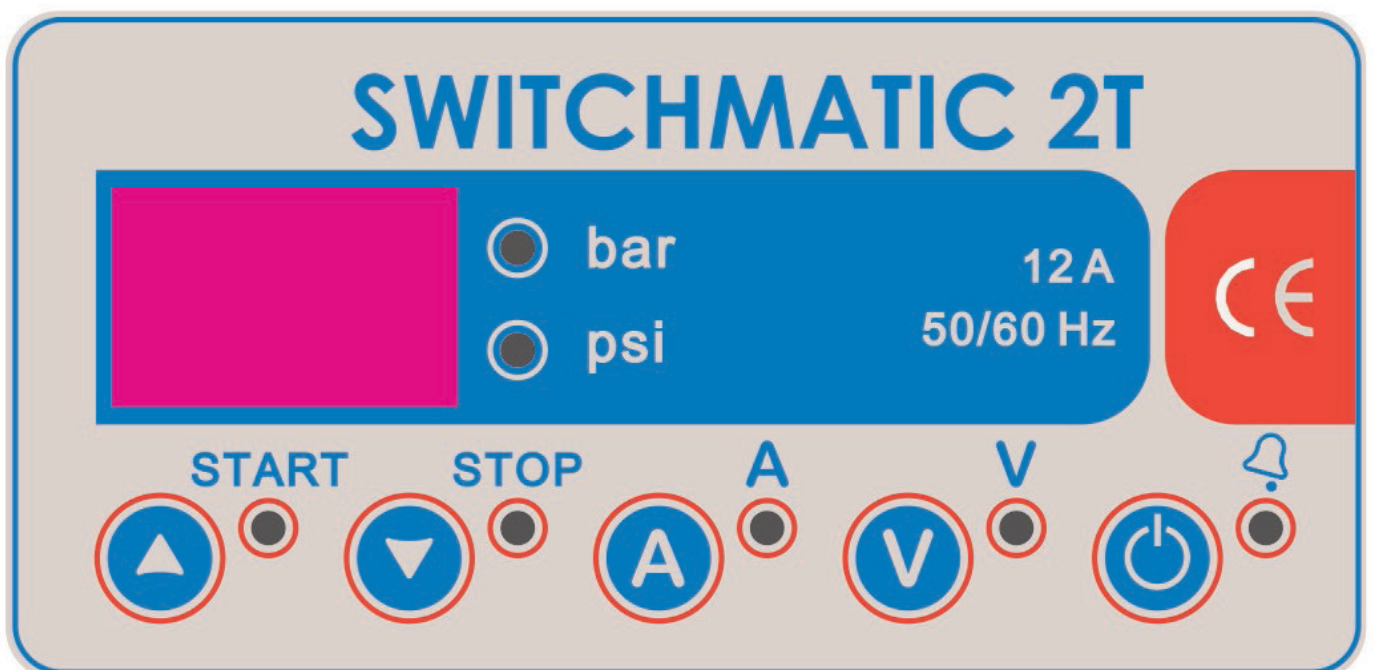 SWITCHMATIC 2T
bar
12 A
psi
50/60 Hz
CE
START
STOP
A
V
A
V